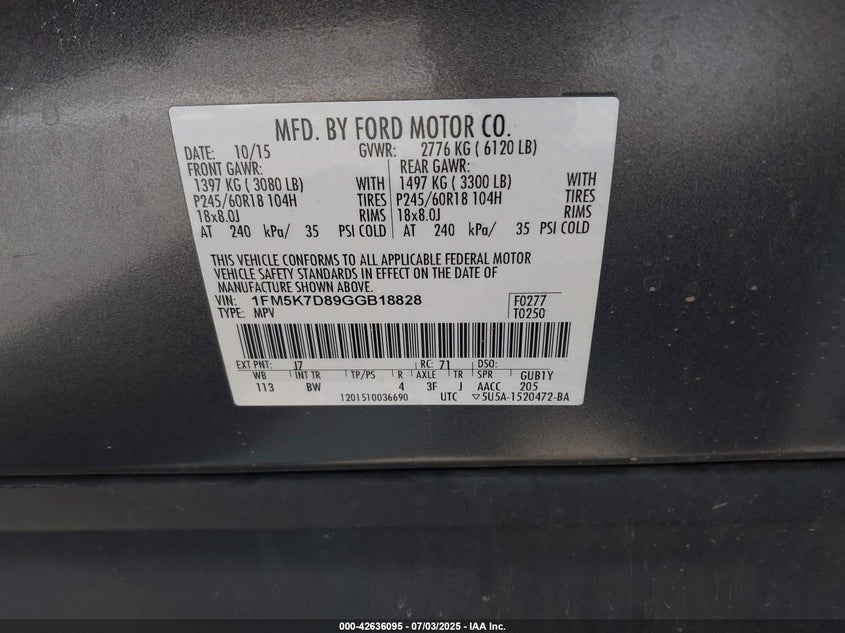 MFD. BY FORD MOTOR CO.
DATE: 10/15 GVWR: 2776 KG ( 6120 LB)
FRONT GAWR: REAR GAWR:
1397 KG ( 3080 LB) WITH 1497 KG ( 3300 LB) WITH
P245/60R18 104H TIRES P245/60R18 104H TIRES
18x8.0J RIMS 18x8.0J RIMS
AT 240 kPa/ 35 PSI COLD AT 240 kPa/ 35 PSI COLD
THIS VEHICLE CONFORMS TO ALL APPLICABLE FEDERAL MOTOR
VEHICLE SAFETY STANDARDS IN EFFECT ON THE DATE OF
MANUFACTURE SHOWN ABOVE.
VIN: 1FM5K7D89GGB18828 F0277
TYPE: MPV T0250
EXT PNT: J7 RC: 71 DSO:
WB INT TR TP/PS R AXLE TR SPR GUB1Y
113 BW 4 3F J AACC 205
1201510036690 UTC ▽5U5A-1520472-BA
000-42636095 - 07/03/2025 - IAA Inc.